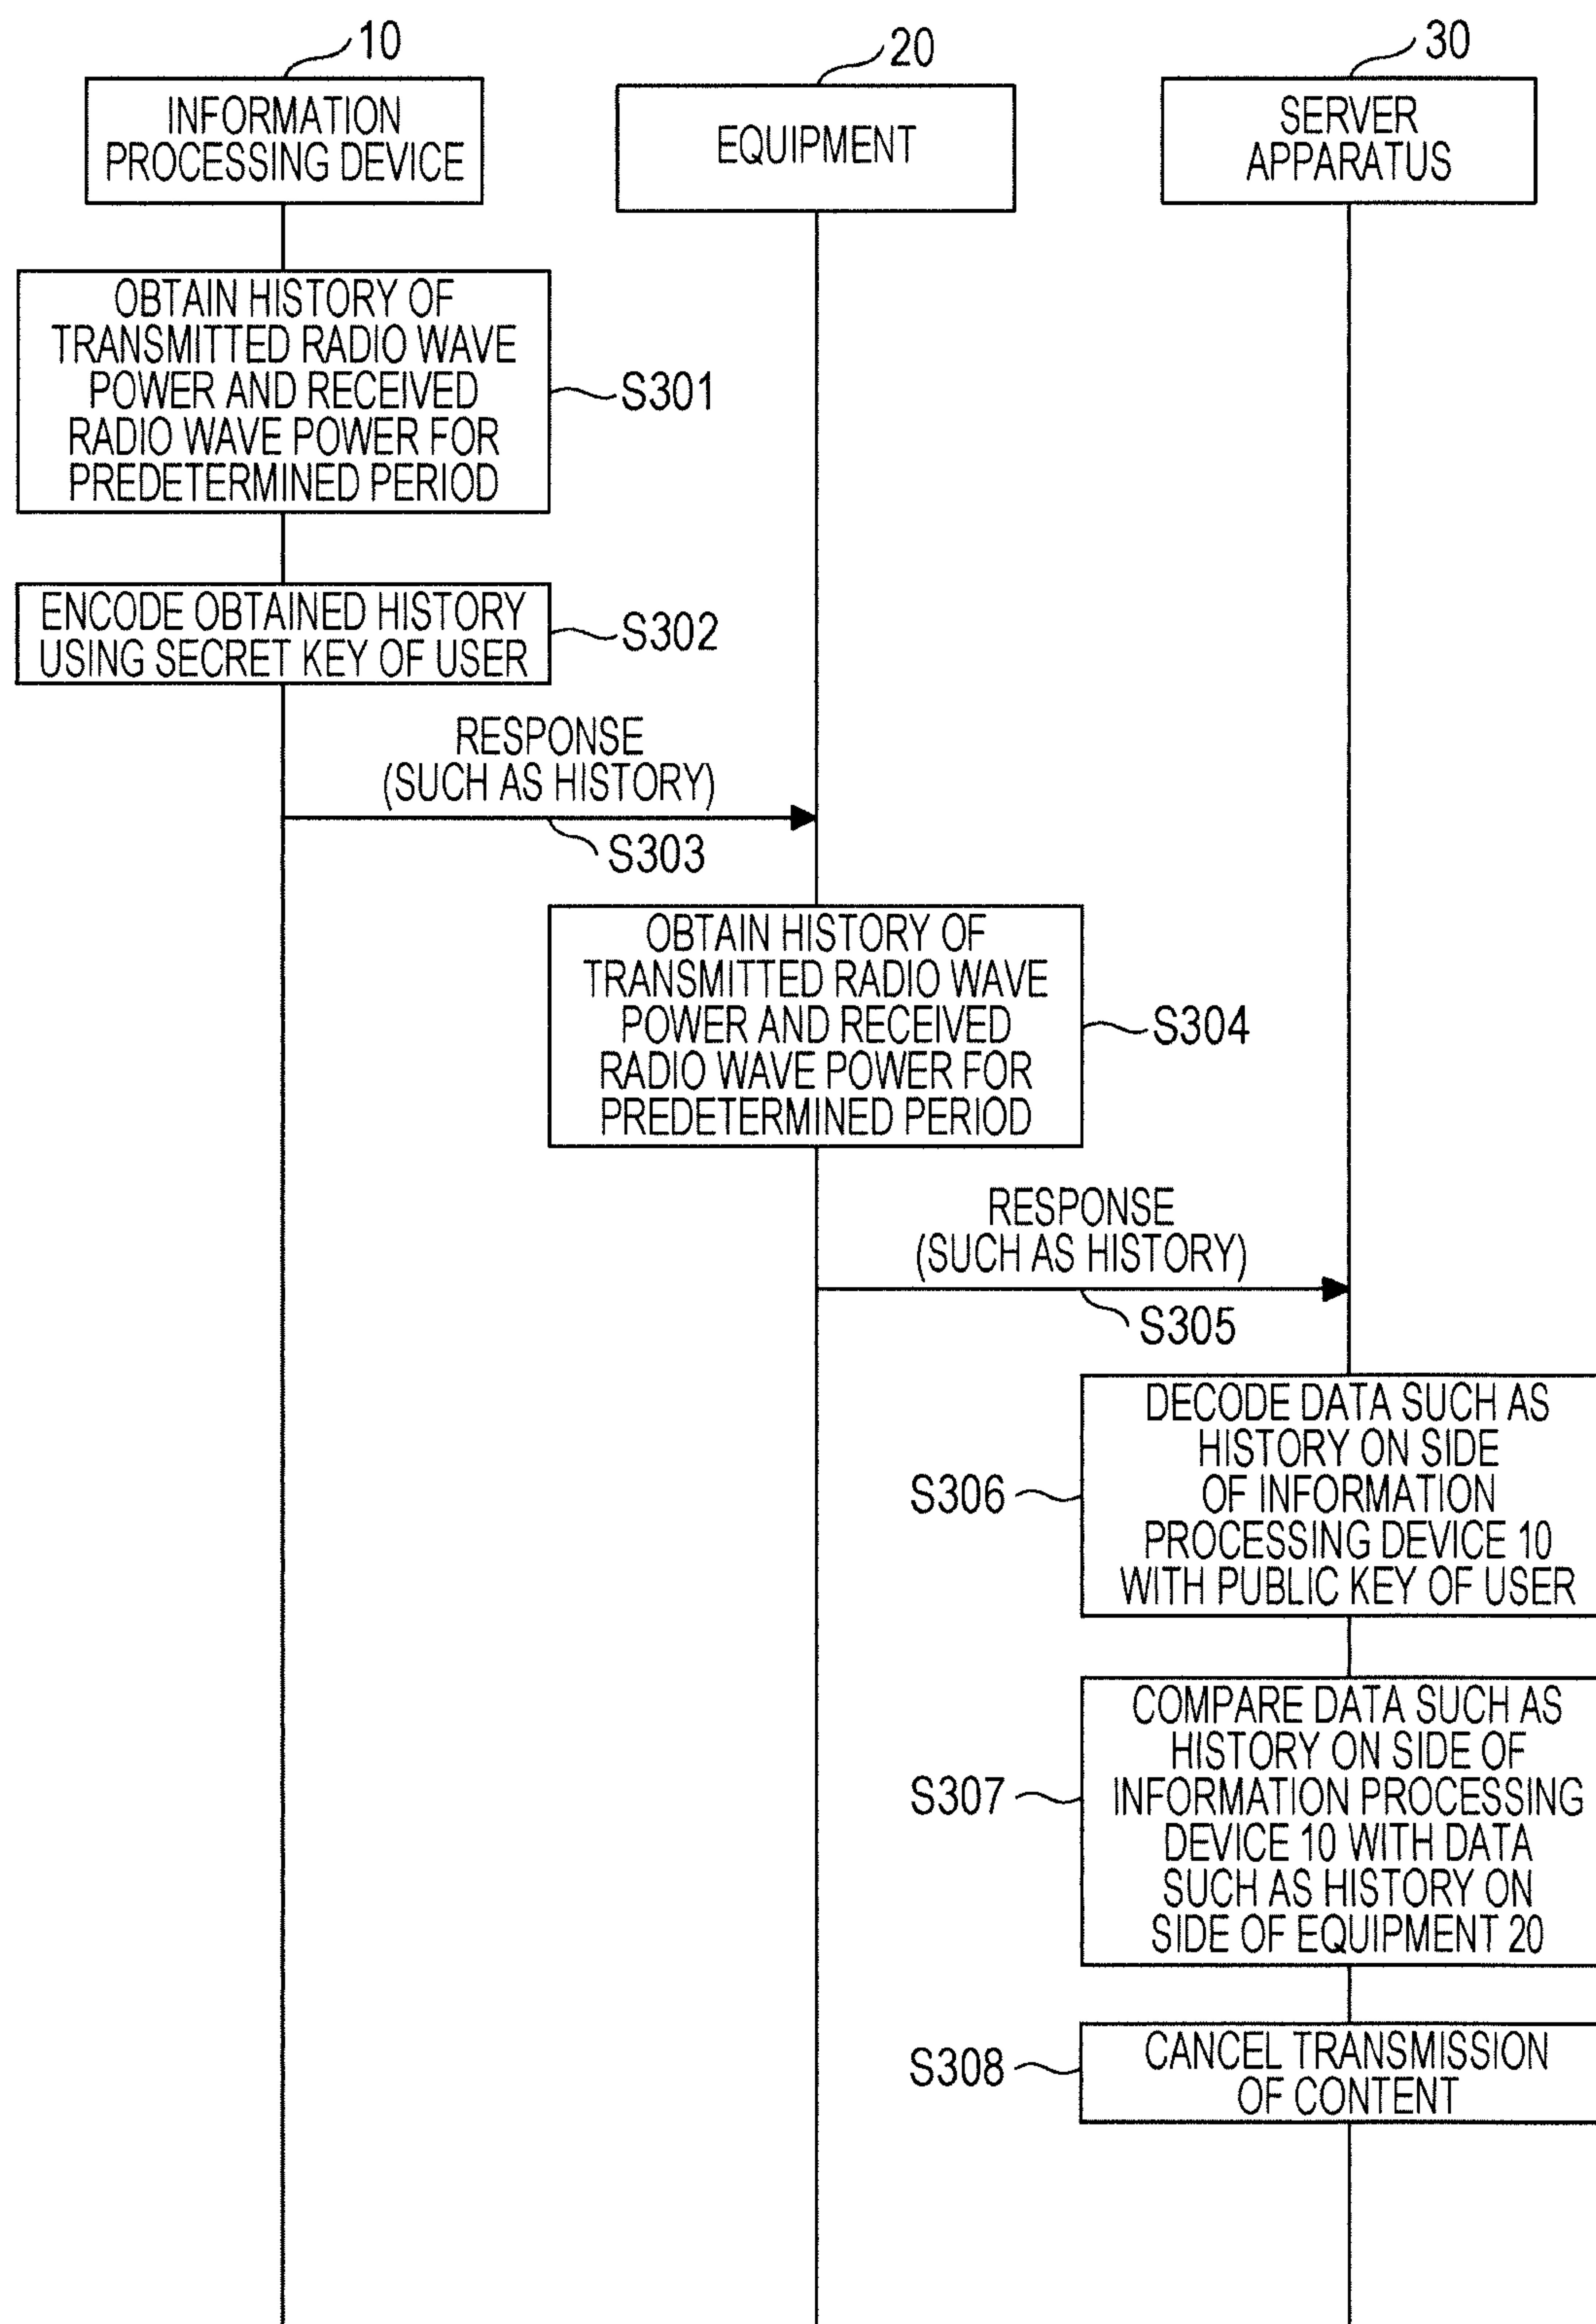 10
20
30
INFORMATION
PROCESSING DEVICE
EQUIPMENT
SERVER
APPARATUS
OBTAIN HISTORY OF
TRANSMITTED RADIO WAVE
POWER AND RECEIVED
RADIO WAVE POWER FOR
PREDETERMINED PERIOD
S301
ENCODE OBTAINED HISTORY
USING SECRET KEY OF USER
S302
RESPONSE
(SUCH AS HISTORY)
S303
OBTAIN HISTORY OF
TRANSMITTED RADIO WAVE
POWER AND RECEIVED
RADIO WAVE POWER FOR
PREDETERMINED PERIOD
S304
RESPONSE
(SUCH AS HISTORY)
S305
DECODE DATA SUCH AS
HISTORY ON SIDE
OF INFORMATION
PROCESSING DEVICE 10
WITH PUBLIC KEY OF USER
S306
COMPARE DATA SUCH AS
HISTORY ON SIDE OF
INFORMATION PROCESSING
DEVICE 10 WITH DATA
SUCH AS HISTORY ON
SIDE OF EQUIPMENT 20
S307
CANCEL TRANSMISSION
OF CONTENT
S308